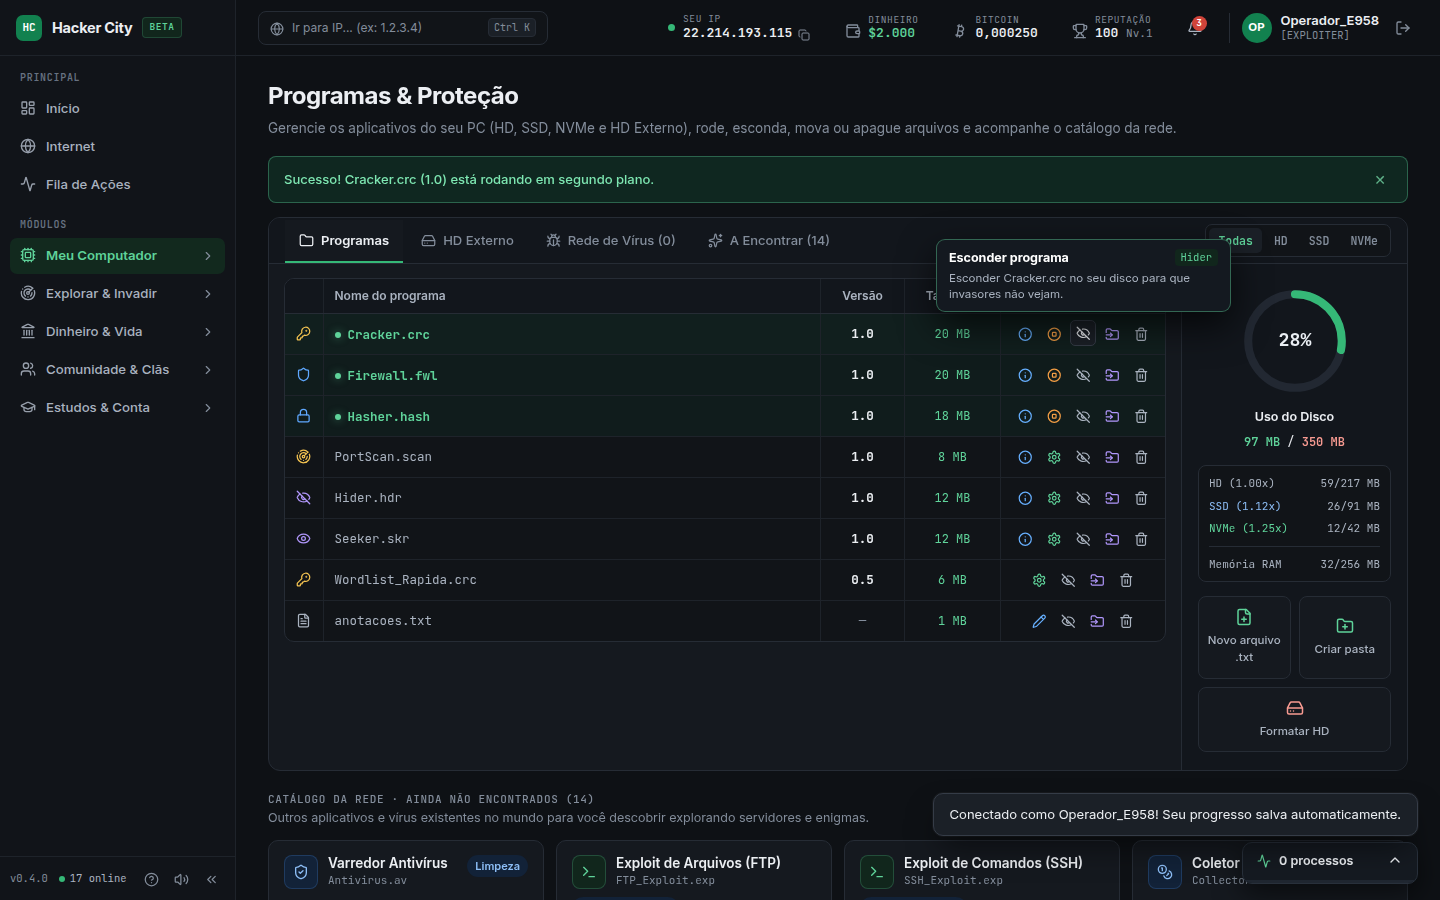 HC
Hacker City
BETA
Ir para IP... (ex: 1.2.3.4)
Ctrl K
SEU IP
22.214.193.115
DINHEIRO
$2.000
BITCOIN
0,000250
REPUTAÇÃO
100 Nv.1
3
OP
Operador_E958
[EXPLOITER]
PRINCIPAL
Início
Internet
Fila de Ações
MÓDULOS
Meu Computador
Explorar & Invadir
Dinheiro & Vida
Comunidade & Clãs
Estudos & Conta
v0.4.0
17 online
Programas & Proteção
Gerencie os aplicativos do seu PC (HD, SSD, NVMe e HD Externo), rode, esconda, mova ou apague arquivos e acompanhe o catálogo da rede.
Sucesso! Cracker.crc (1.0) está rodando em segundo plano.
Programas
HD Externo
Rede de Vírus (0)
A Encontrar (14)
Todas
HD
SSD
NVMe
Esconder programa
Hider
Esconder Cracker.crc no seu disco para que
invasores não vejam.
Nome do programa
Versão
Cracker.crc
1.0
20 MB
Firewall.fwl
1.0
20 MB
Hasher.hash
1.0
18 MB
PortScan.scan
1.0
8 MB
Hider.hdr
1.0
12 MB
Seeker.skr
1.0
12 MB
Wordlist_Rapida.crc
0.5
6 MB
anotacoes.txt
—
1 MB
28%
Uso do Disco
97 MB / 350 MB
HD (1.00x)
59/217 MB
SSD (1.12x)
26/91 MB
NVMe (1.25x)
12/42 MB
Memória RAM
32/256 MB
Novo arquivo
.txt
Criar pasta
Formatar HD
CATÁLOGO DA REDE · AINDA NÃO ENCONTRADOS (14)
Outros aplicativos e vírus existentes no mundo para você descobrir explorando servidores e enigmas.
Conectado como Operador_E958! Seu progresso salva automaticamente.
Varredor Antivírus
Antivirus.av
Limpeza
Exploit de Arquivos (FTP)
FTP_Exploit.exp
Exploit de Comandos (SSH)
SSH_Exploit.exp
Coletor
0 processos